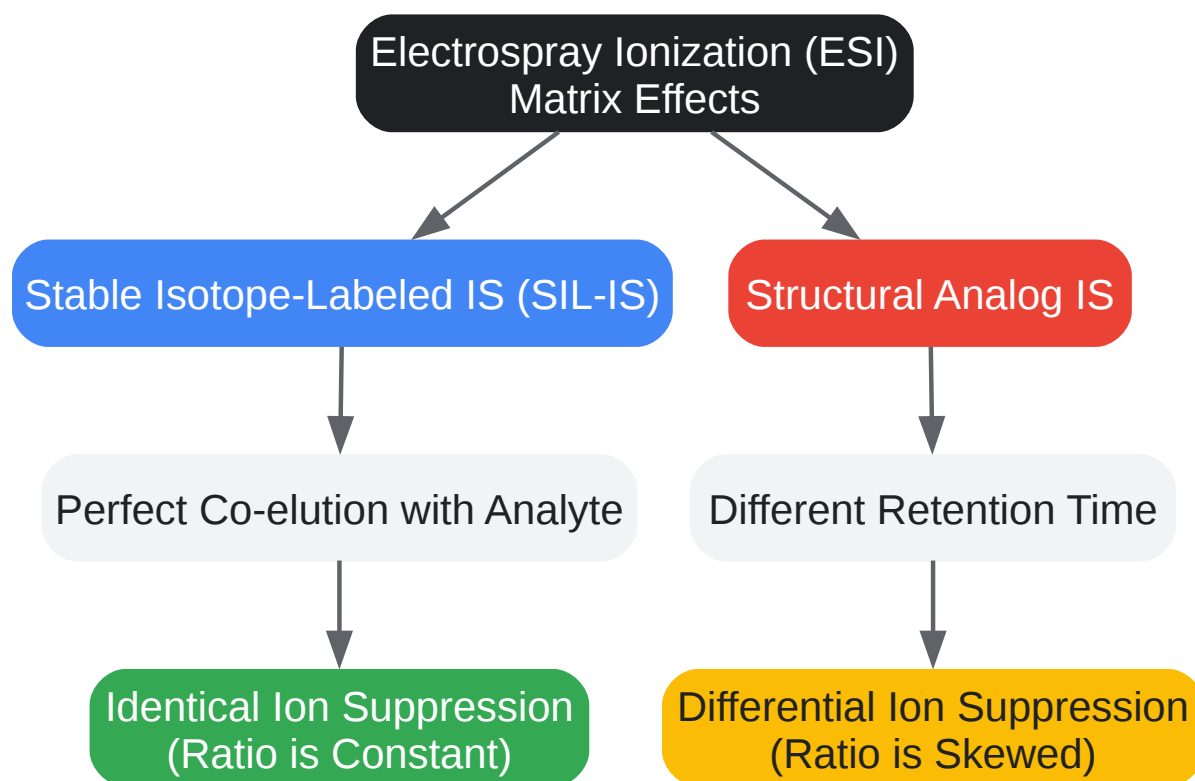 Electrospray Ionization (ESI)
Matrix Effects
Stable Isotope-Labeled IS (SIL-IS)
Structural Analog IS
Perfect Co-elution with Analyte
Different Retention Time
Identical Ion Suppression
(Ratio is Constant)
Differential Ion Suppression
(Ratio is Skewed)